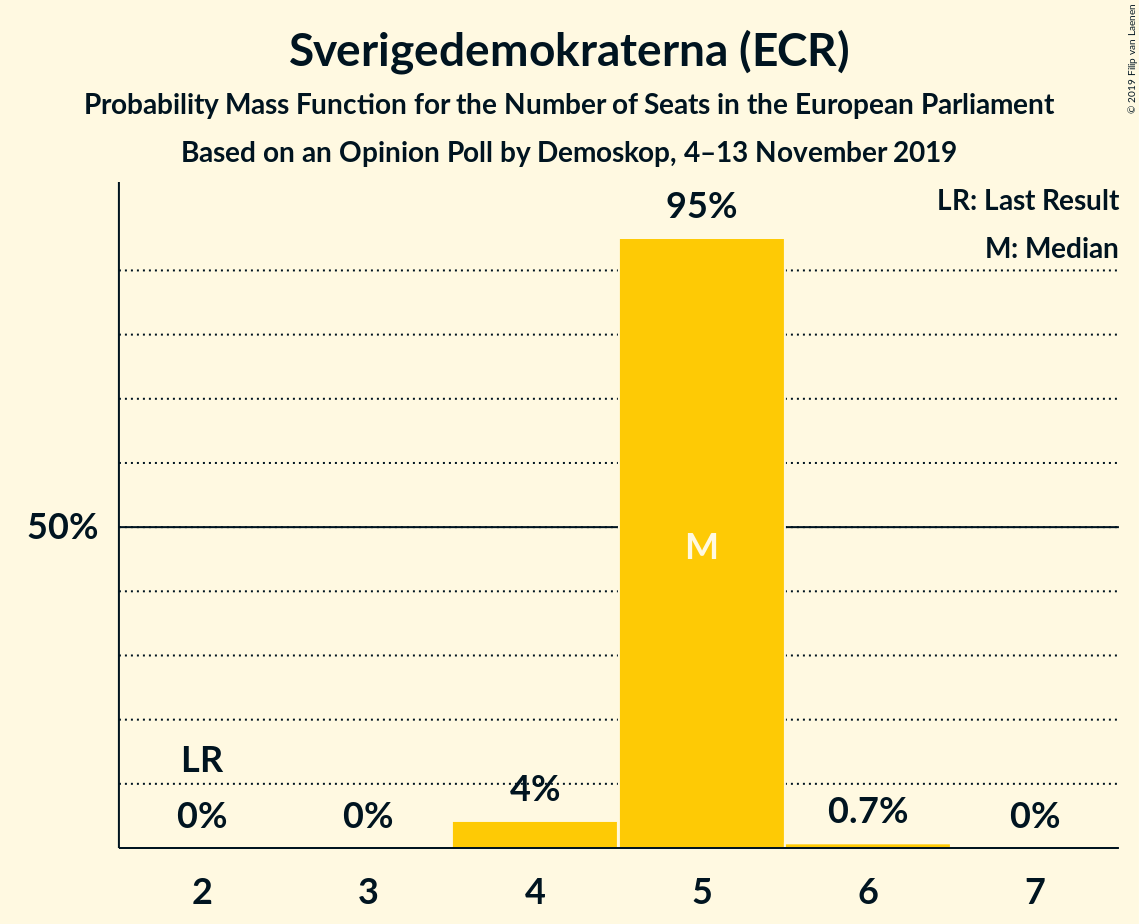 Sverigedemokraterna (ECR)
Probability Mass Function for the Number of Seats in the European Parliament
Based on an Opinion Poll by Demoskop, 4–13 November 2019
© 2019 Filip van Laenen
LR: Last Result
M: Median
95%
50%
M
LR
0%
0%
4%
0.7%
0%
2 3 4 5 6 7